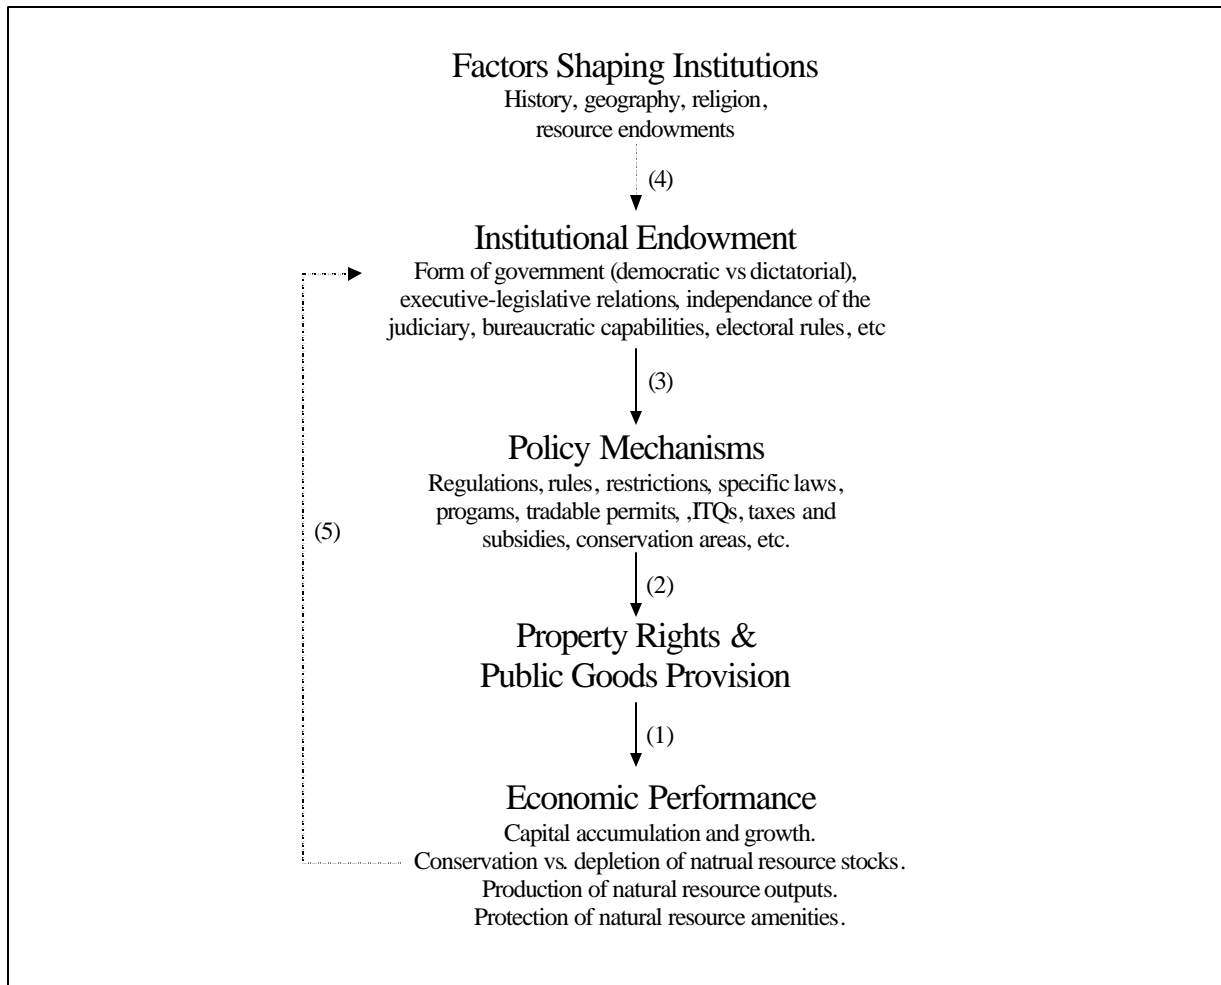 Factors Shaping Institutions
History, geography, religion,
resource endowments
(4)
Institutional Endowment
Form of government (democratic vs dictatorial),
executive-legislative relations, independance of the
judiciary, bureaucratic capabilities, electoral rules, etc
(3)
Policy Mechanisms
Regulations, rules, restrictions, specific laws,
progams, tradable permits, ,ITQs, taxes and
subsidies, conservation areas, etc.
(5)
(2)
Property Rights &
Public Goods Provision
(1)
Economic Performance
Capital accumulation and growth.
Conservation vs. depletion of natrual resource stocks.
Production of natural resource outputs.
Protection of natural resource amenities.